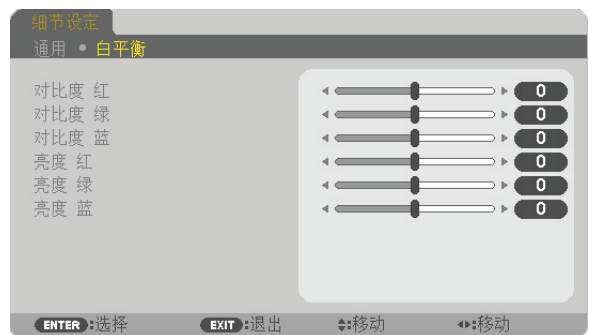 细节设定
通用 • 白平衡
对比度 红 0
对比度 绿 0
对比度 蓝 0
亮度 红 0
亮度 绿 0
亮度 蓝 0
ENTER:选择 EXIT:退出 :移动 :移动